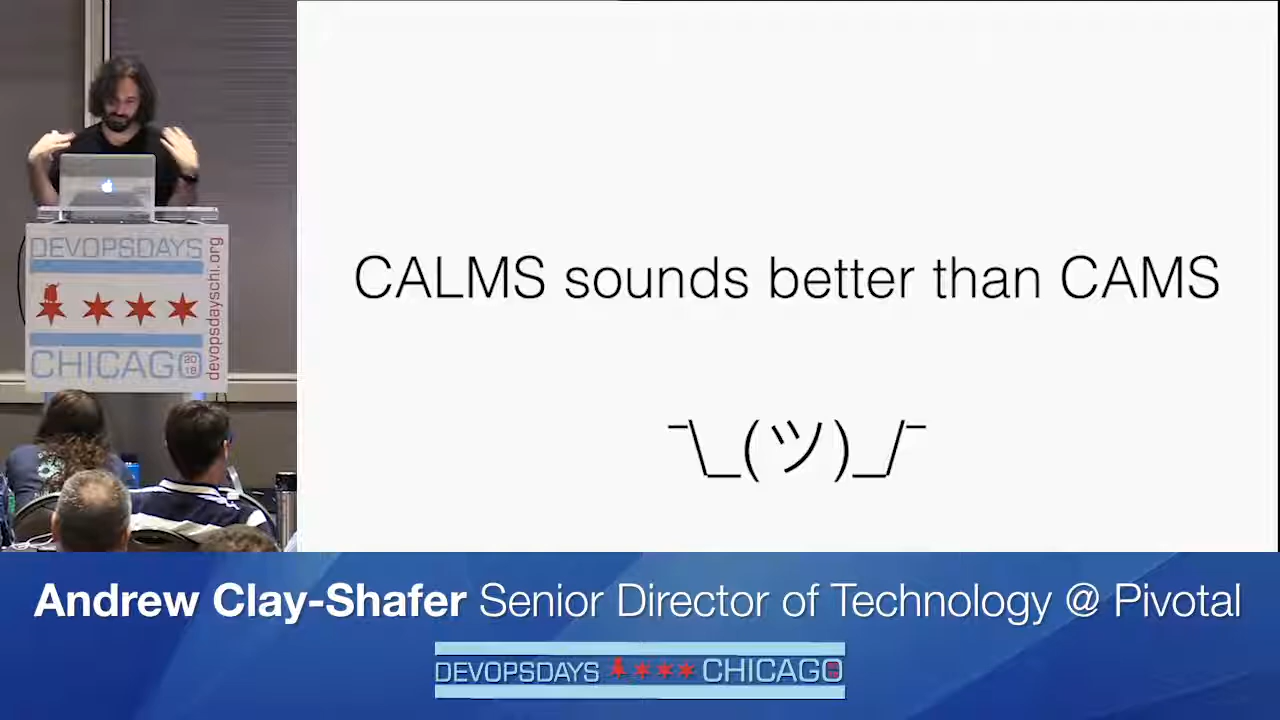 DEVOPSDAYS
devopsdayschi.org
CHICAGO
2018
CALMS sounds better than CAMS
¯\_(ツ)_/¯
Andrew Clay-Shafer Senior Director of Technology @ Pivotal
DEVOPSDAYS CHICAGO